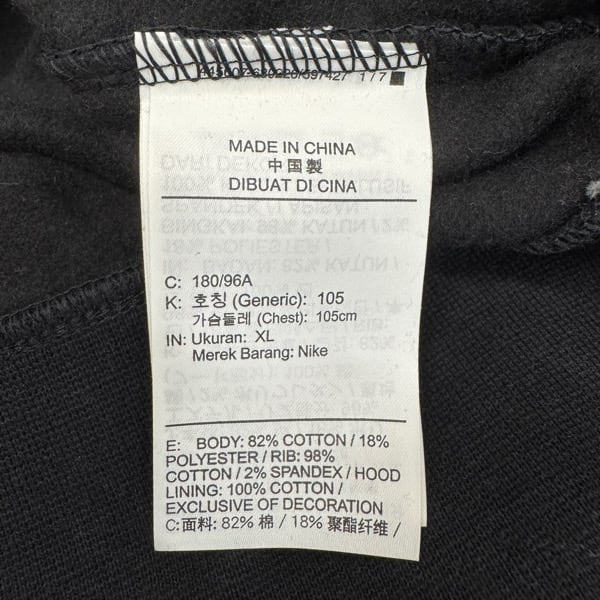 1/7
MADE IN CHINA
中国製
DIBUAT DI CINA
C: 180/96A
K: 호칭 (Generic): 105
가슴둘레 (Chest): 105cm
IN: Ukuran: XL
Merek Barang: Nike
E: BODY: 82% COTTON / 18%
POLYESTER / RIB: 98%
COTTON / 2% SPANDEX / HOOD
LINING: 100% COTTON /
EXCLUSIVE OF DECORATION
C:面料: 82% 棉 / 18% 聚酯纤维 /